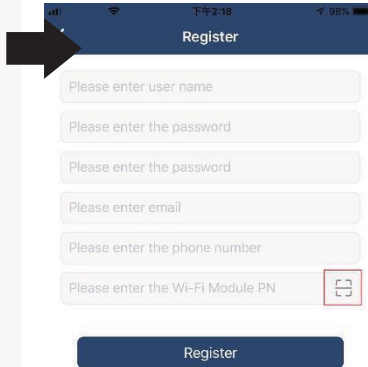 下午2:18 98%
Register
Please enter user name
Please enter the password
Please enter the password
Please enter email
Please enter the phone number
Please enter the Wi-Fi Module PN
Register